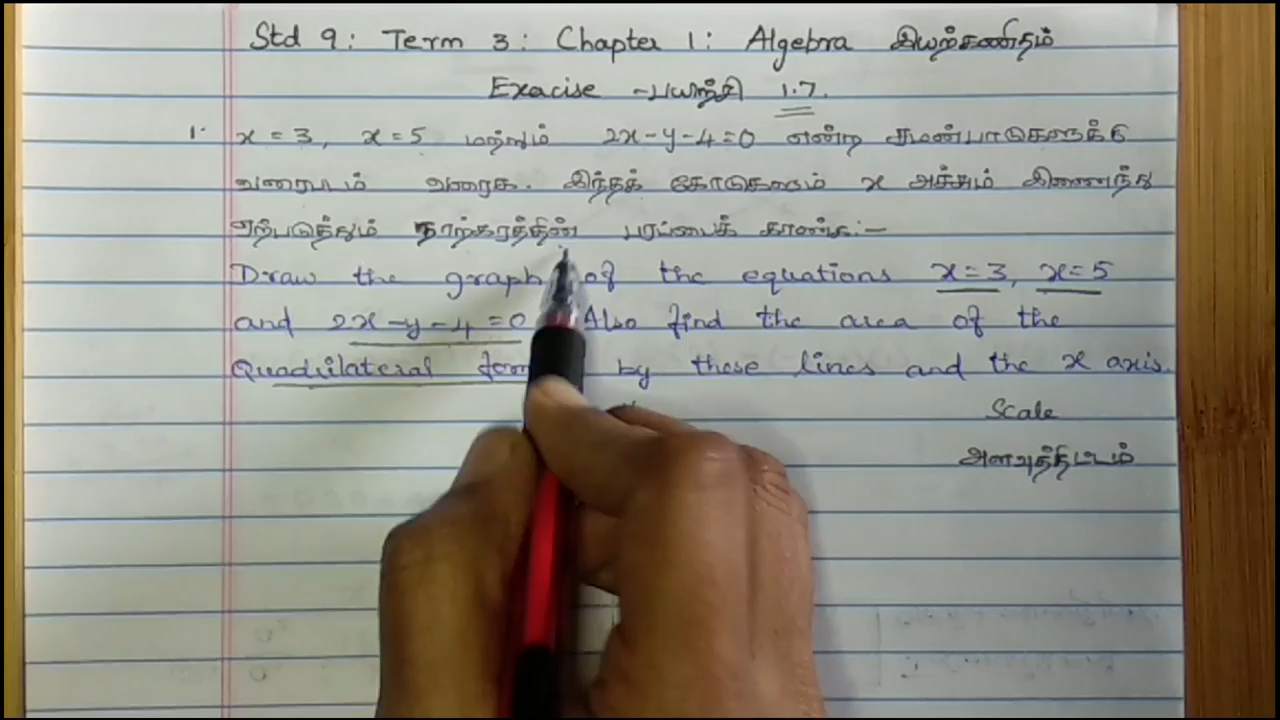 Std 9: Term 3: Chapter 1: Algebra இயற்கணிதம்
Exacise - பயிற்சி 1.7.
1. x = 3, x = 5 மற்றும் 2x-y-4=0 என்ற சமன்பாடுகளுக்கு
வரைபடம் வரைக. இந்தக் கோடுகளும் x அச்சும் இணைந்து
ஏற்படுத்தும் நாற்கரத்தின் பரப்பைக் காண்க:-
Draw the graph of the equations x=3, x=5
and 2x-y-4=0 Also find the area of the
Quadrilateral by these lines and the x axis.
Scale
அளவுத்திட்டம்